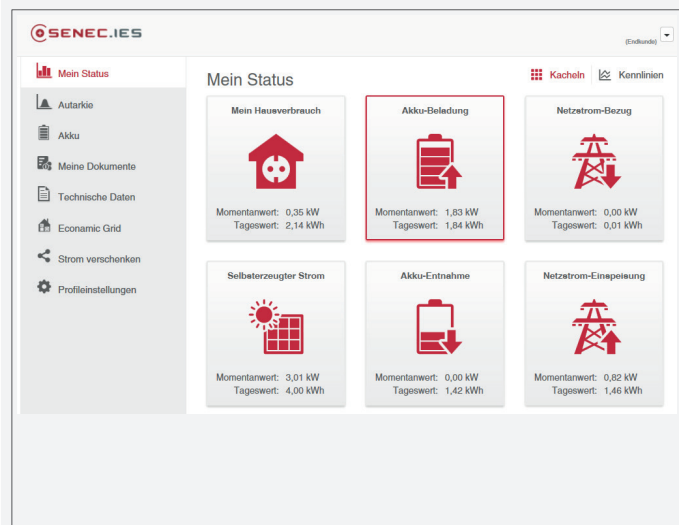 SENEC.IES
(Endkunde)
Mein Status
Autarkie
Akku
Meine Dokumente
Technische Daten
Econamic Grid
Strom verschenken
Profileinstellungen
Mein Status
Kacheln
Kennlinien
Mein Hausverbrauch
Momentanwert: 0,35 kW
Tageswert: 2,14 kWh
Akku-Beladung
Momentanwert: 1,83 kW
Tageswert: 1,84 kWh
Netzstrom-Bezug
Momentanwert: 0,00 kW
Tageswert: 0,01 kWh
Selbsterzeugter Strom
Momentanwert: 3,01 kW
Tageswert: 4,00 kWh
Akku-Entnahme
Momentanwert: 0,00 kW
Tageswert: 1,42 kWh
Netzstrom-Einspeisung
Momentanwert: 0,82 kW
Tageswert: 1,46 kWh